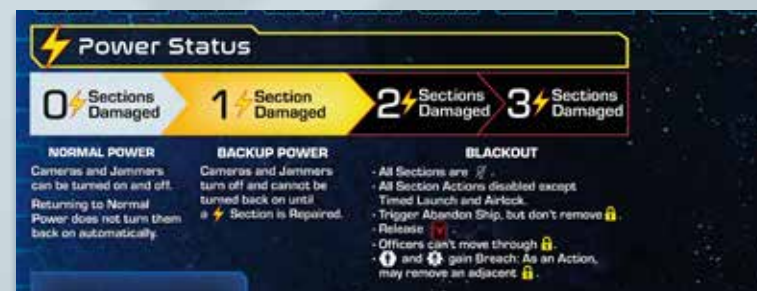 Power Status
0 Sections Damaged
1 Section Damaged
2 Sections Damaged
3 Sections Damaged
NORMAL POWER
Cameras and Jammers
can be turned on and off.
Returning to Normal
Power does not turn them
back on automatically.
BACKUP POWER
Cameras and Jammers
turn off and cannot be
turned back on until
a Section is Repaired.
BLACKOUT
· All Sections are .
· All Section Actions disabled except
Timed Launch and Airlock.
· Trigger Abandon Ship, but don't remove .
· Release
· Officers can't move through .
· and gain Breach: As an Action,
may remove an adjacent .